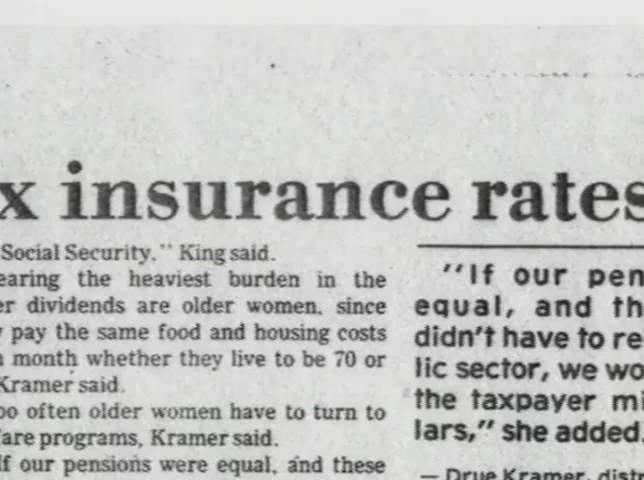 x insurance rates
Social Security," King said.
earing the heaviest burden in the
er dividends are older women, since
y pay the same food and housing costs
a month whether they live to be 70 or
Kramer said.
oo often older women have to turn to
fare programs, Kramer said.
If our pensions were equal, and these
"If our pen
equal, and th
didn't have to re
lic sector, we wo
the taxpayer mi
lars," she added.
— Drue Kramer, distr